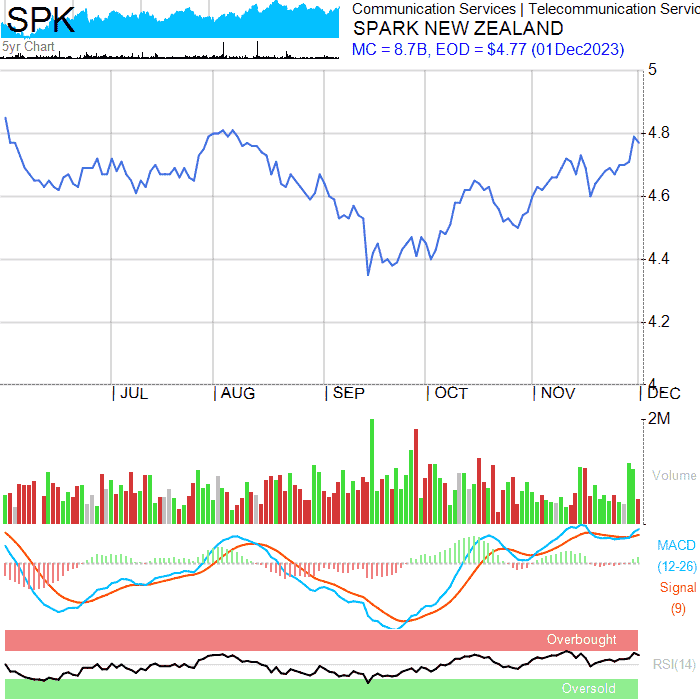 SPK
5yr Chart
Communication Services | Telecommunication Servic
SPARK NEW ZEALAND
MC = 8.7B, EOD = $4.77 (01Dec2023)
5
4.8
4.6
4.4
4.2
4
| JUL | AUG | SEP | OCT | NOV | DEC
2M
Volume
MACD
(12-26)
Signal
(9)
Overbought
RSI(14)
Oversold